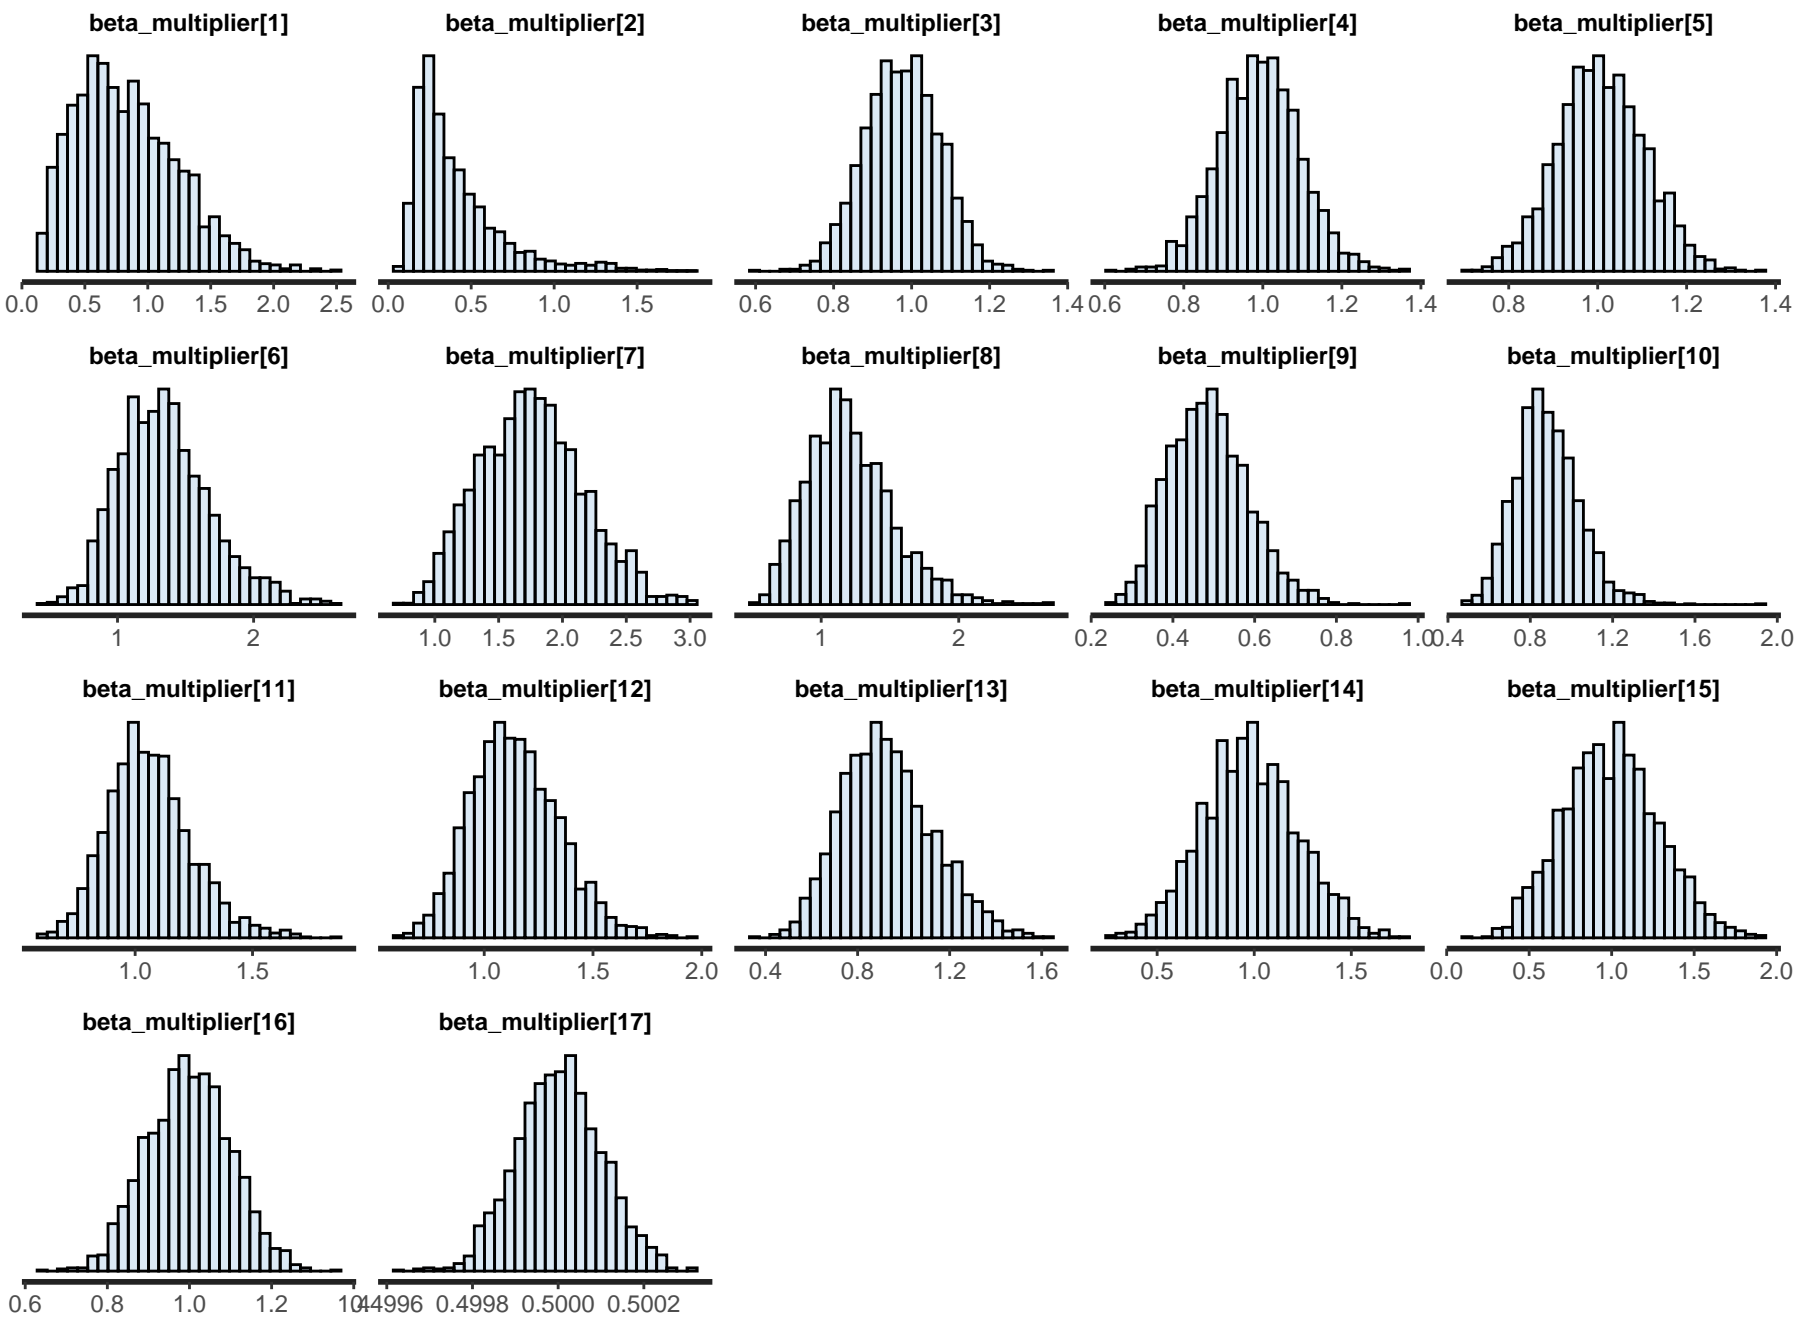 beta_multiplier[1] beta_multiplier[2] beta_multiplier[3] beta_multiplier[4] beta_multiplier[5]
0.0 0.5 1.0 1.5 2.0 2.5 0.0 0.5 1.0 1.5 0.6 0.8 1.0 1.2 1.4 0.6 0.8 1.0 1.2 1.4 0.8 1.0 1.2 1.4
beta_multiplier[6] beta_multiplier[7] beta_multiplier[8] beta_multiplier[9] beta_multiplier[10]
1 2 1.0 1.5 2.0 2.5 3.0 1 2 0.2 0.4 0.6 0.8 1.0 0.4 0.8 1.2 1.6 2.0
beta_multiplier[11] beta_multiplier[12] beta_multiplier[13] beta_multiplier[14] beta_multiplier[15]
1.0 1.5 1.0 1.5 2.0 0.4 0.8 1.2 1.6 0.5 1.0 1.5 0.0 0.5 1.0 1.5 2.0
beta_multiplier[16] beta_multiplier[17]
0.6 0.8 1.0 1.2 1.4 0.4996 0.4998 0.5000 0.5002